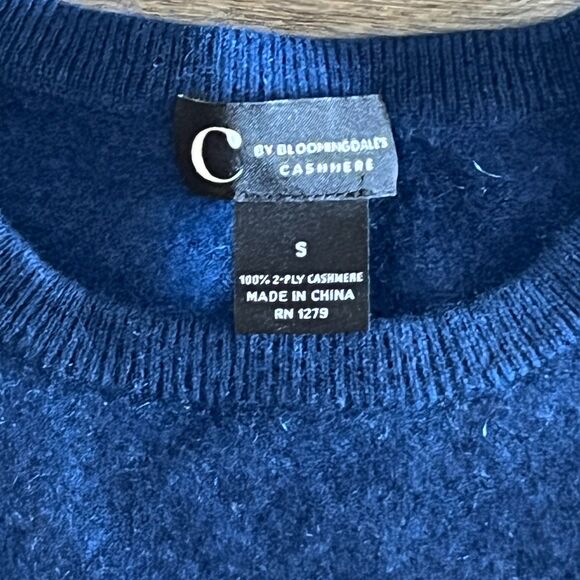 C BY BLOOMINGDALE'S
CASHMERE
S
100% 2-PLY CASHMERE
MADE IN CHINA
RN 1279